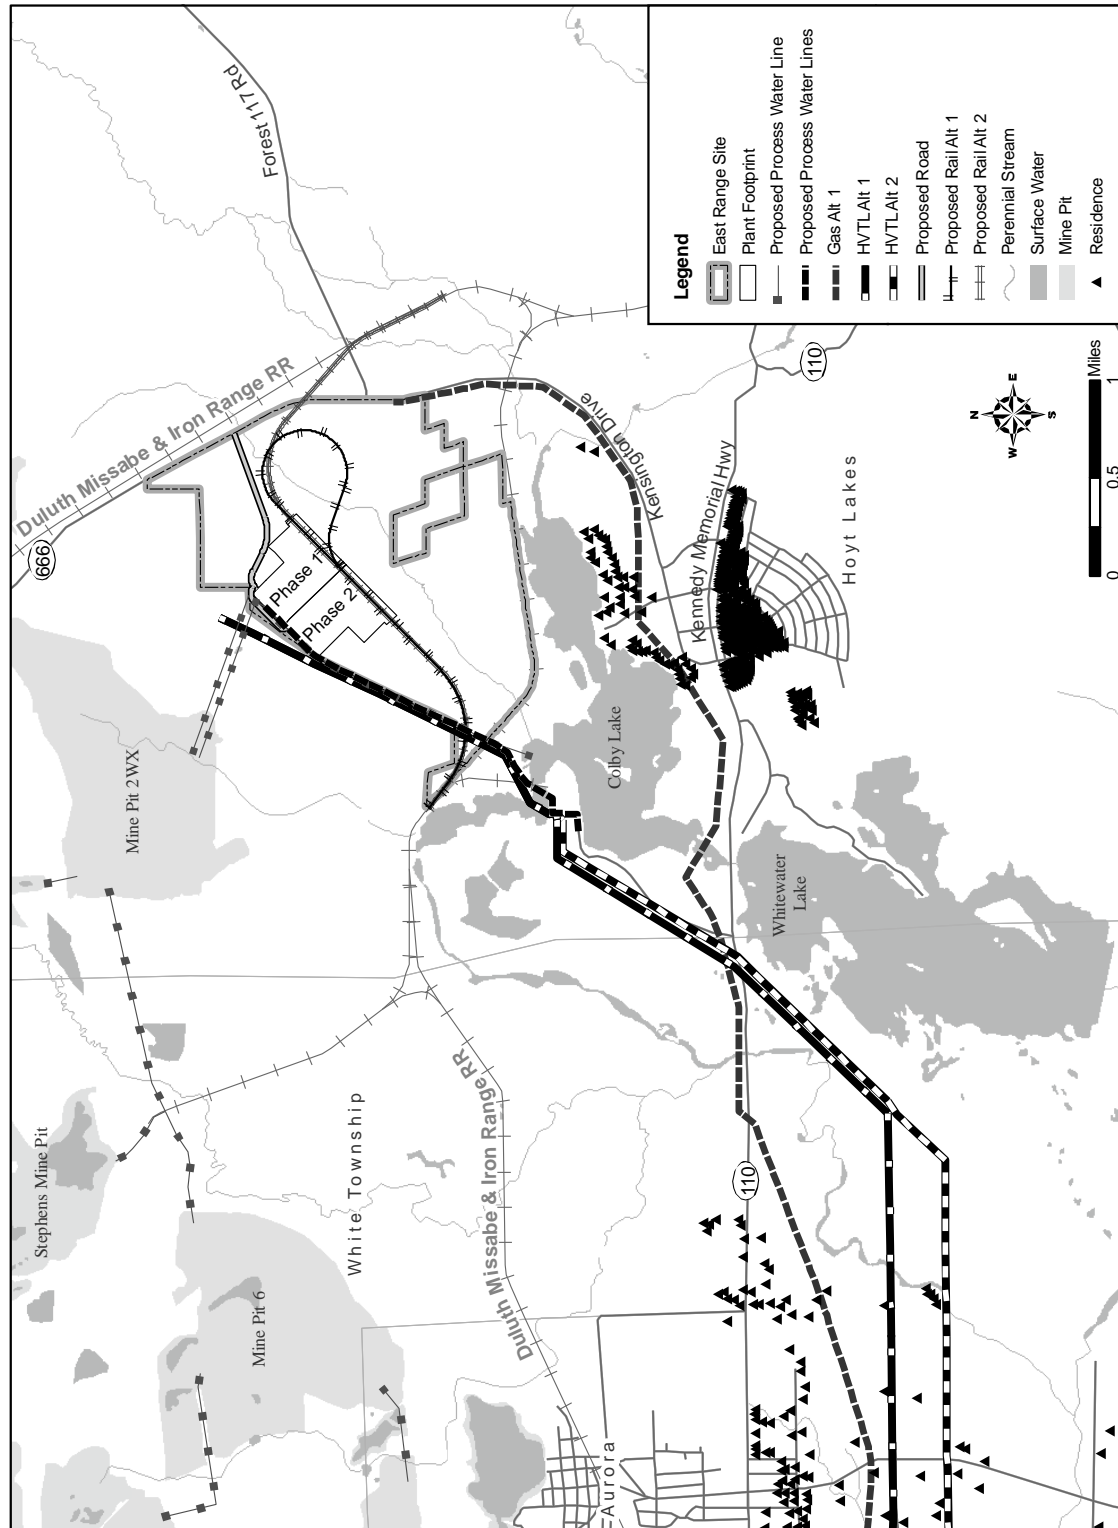 Forest 117 Rd
Duluth Missabe & Iron Range RR
666
Phase 1
Phase 2
Mine Pit 2WX
Stephens Mine Pit
Mine Pit 6
White Township
Duluth Missabe & Iron Range RR
Aurora
Colby Lake
Whitewater
Lake
Kensington Drive
Kennedy Memorial Hwy
Hoyt Lakes
110
110
N
W
E
S
0
0.5
1
Miles
Legend
East Range Site
Plant Footprint
Proposed Process Water Line
Proposed Process Water Lines
Gas Alt 1
HVTL Alt 1
HVTL Alt 2
Proposed Road
Proposed Rail Alt 1
Proposed Rail Alt 2
Perennial Stream
Surface Water
Mine Pit
Residence